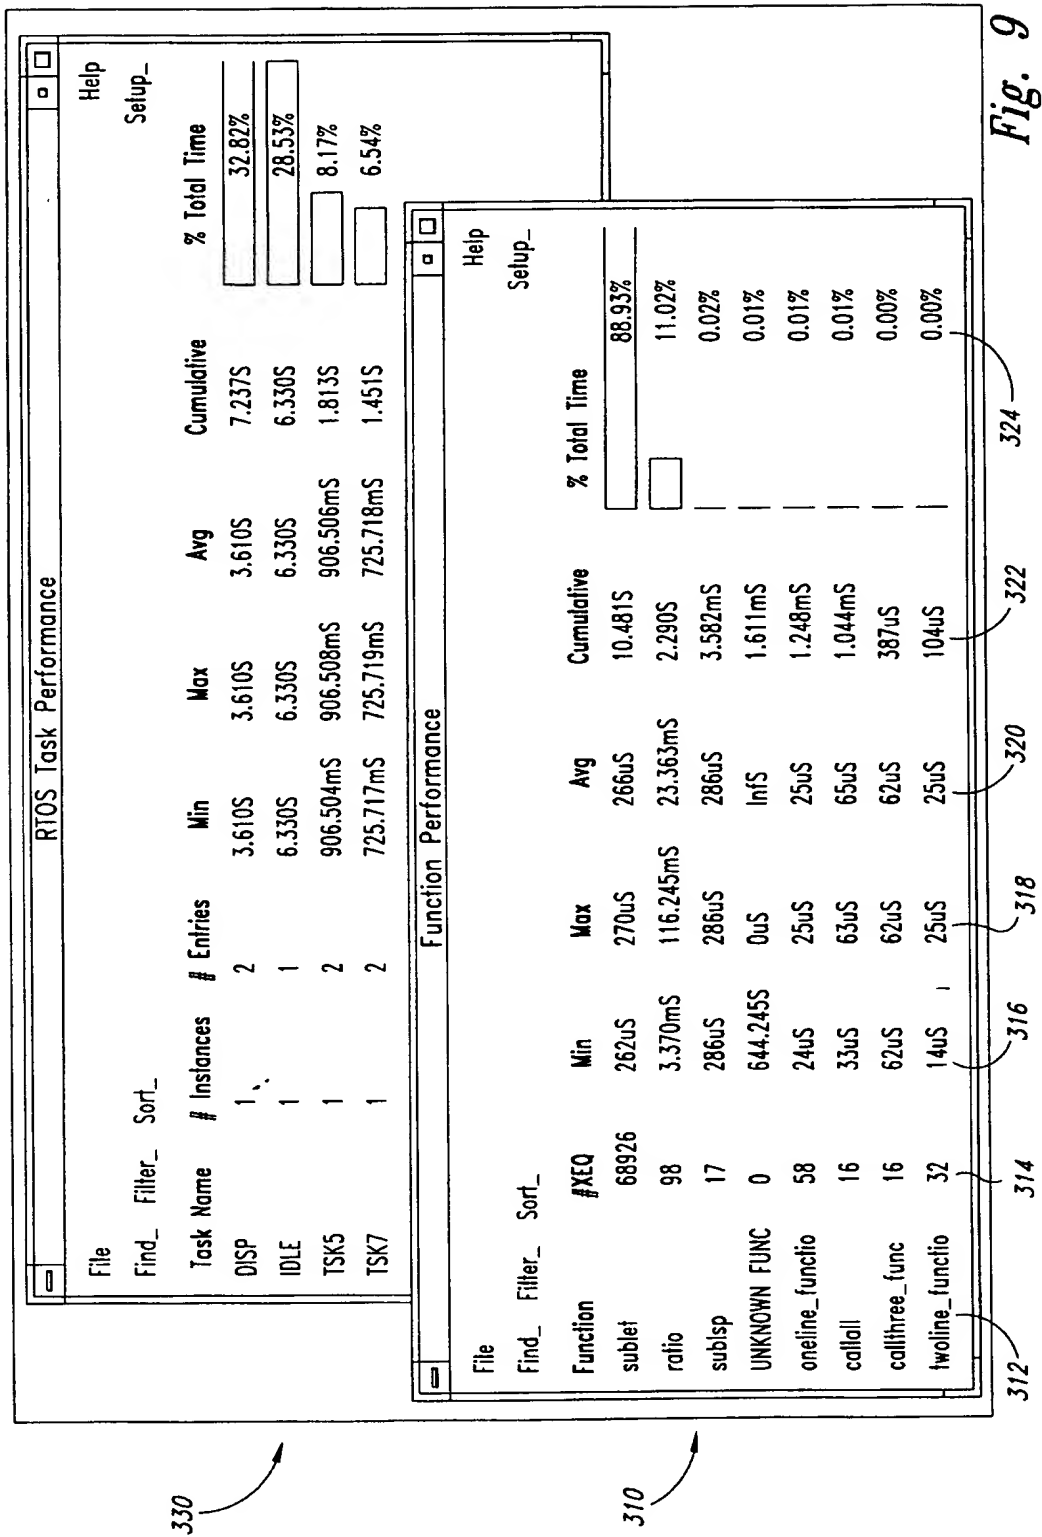 330
RTOS Task Performance
File Help
Find_ Filter_ Sort_ Setup_
Task Name # Instances # Entries Min Max Avg Cumulative % Total Time
DISP 1 2 3.610S 3.610S 3.610S 7.237S 32.82%
IDLE 1 1 6.330S 6.330S 6.330S 6.330S 28.53%
TSK5 1 2 906.504mS 906.508mS 906.506mS 1.813S 8.17%
TSK7 1 2 725.717mS 725.719mS 725.718mS 1.451S 6.54%
310
Function Performance
File Help
Find_ Filter_ Sort_ Setup_
Function #XEQ Min Max Avg Cumulative % Total Time
sublet 68926 262uS 270uS 266uS 10.481S 88.93%
ratio 98 3.370mS 116.245mS 23.363mS 2.290S 11.02%
sublsp 17 286uS 286uS 286uS 3.582mS 0.02%
UNKNOWN FUNC 0 644.245S 0uS InfS 1.611mS 0.01%
oneline_functio 58 24uS 25uS 25uS 1.248mS 0.01%
callall 16 33uS 63uS 65uS 1.044mS 0.01%
callthree_func 16 62uS 62uS 62uS 387uS 0.00%
twoline_functio 32 14uS 25uS 25uS 104uS 0.00%
312 314 316 318 320 322 324
Fig. 9